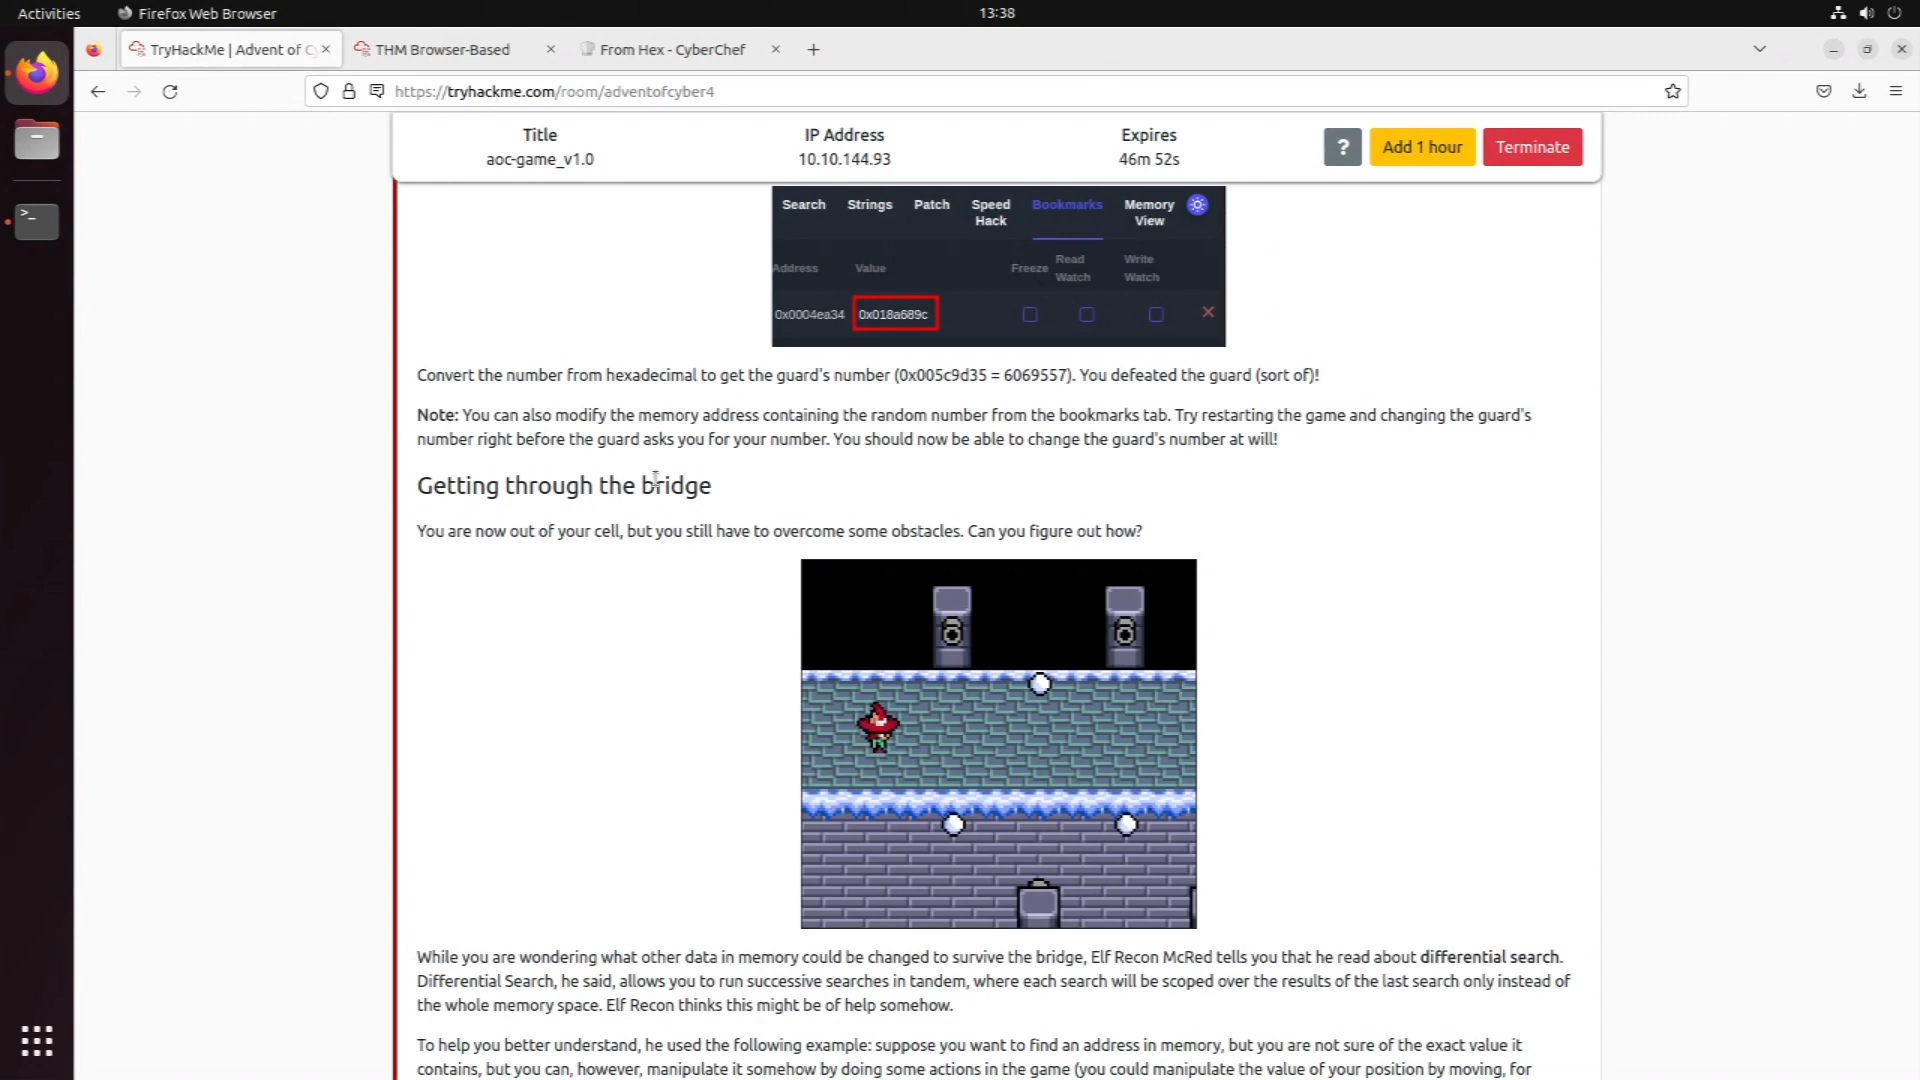 Activities
Firefox Web Browser
13:38
TryHackMe | Advent of Cy
THM Browser-Based
From Hex - CyberChef
https://tryhackme.com/room/adventofcyber4
Title
aoc-game_v1.0
IP Address
10.10.144.93
Expires
46m 52s
?
Add 1 hour
Terminate
Search
Strings
Patch
Speed
Hack
Bookmarks
Memory
View
Address
Value
Freeze
Read
Watch
Write
Watch
0x0004ea34
0x018a689c
Convert the number from hexadecimal to get the guard's number (0x005c9d35 = 6069557). You defeated the guard (sort of)!
Note: You can also modify the memory address containing the random number from the bookmarks tab. Try restarting the game and changing the guard's
number right before the guard asks you for your number. You should now be able to change the guard's number at will!
Getting through the bridge
You are now out of your cell, but you still have to overcome some obstacles. Can you figure out how?
While you are wondering what other data in memory could be changed to survive the bridge, Elf Recon McRed tells you that he read about differential search.
Differential Search, he said, allows you to run successive searches in tandem, where each search will be scoped over the results of the last search only instead of
the whole memory space. Elf Recon thinks this might be of help somehow.
To help you better understand, he used the following example: suppose you want to find an address in memory, but you are not sure of the exact value it
contains, but you can, however, manipulate it somehow by doing some actions in the game (you could manipulate the value of your position by moving, for